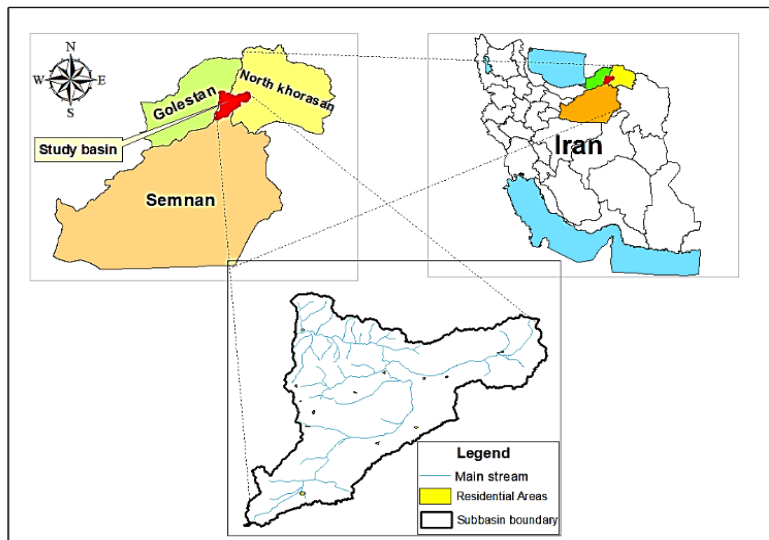 N
W E
S
Golestan
North khorasan
Study basin
Semnan
Iran
Legend
Main stream
Residential Areas
Subbasin boundary